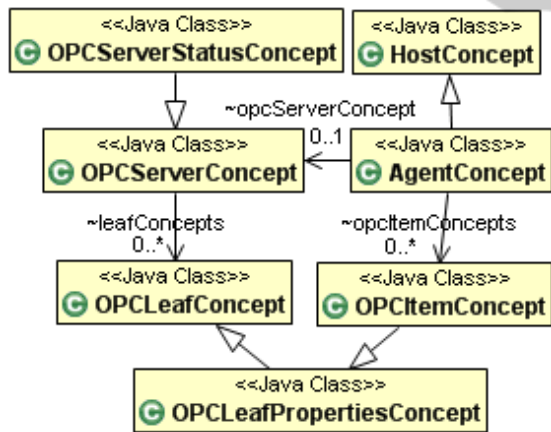 <<Java Class>>
OPCServerStatusConcept
<<Java Class>>
HostConcept
~opcServerConcept
0..1
<<Java Class>>
OPCServerConcept
<<Java Class>>
AgentConcept
~leafConcepts
0..*
~opcItemConcepts
0..*
<<Java Class>>
OPCLeafConcept
<<Java Class>>
OPCItemConcept
<<Java Class>>
OPCLeafPropertiesConcept